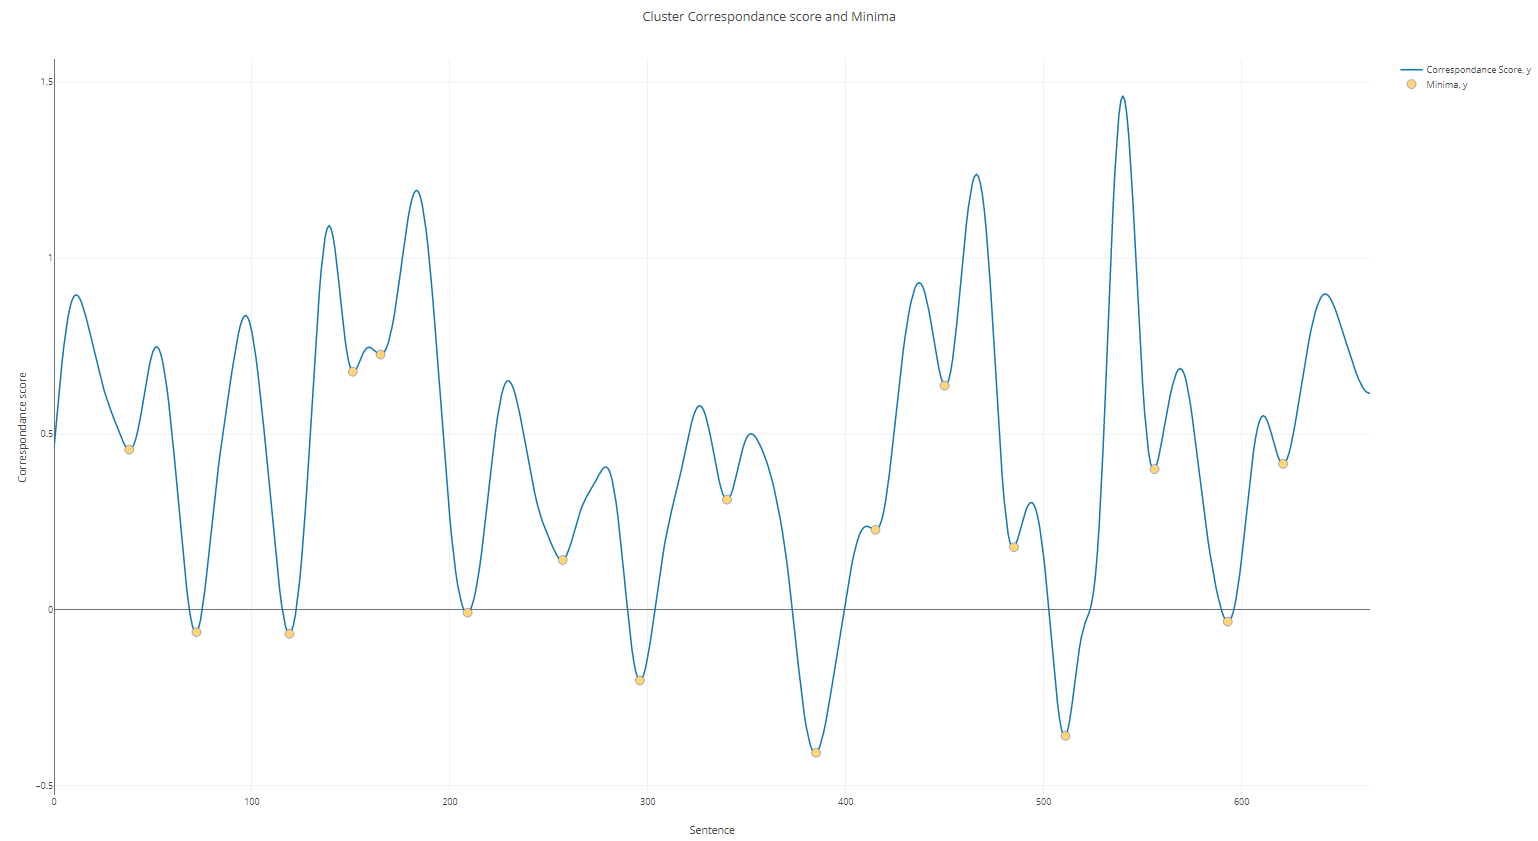 Cluster Correspondance score and Minima
Correspondance Score, y
Minima, y
Correspondance score
1.5
1
0.5
0
−0.5
0
100
200
300
400
500
600
Sentence